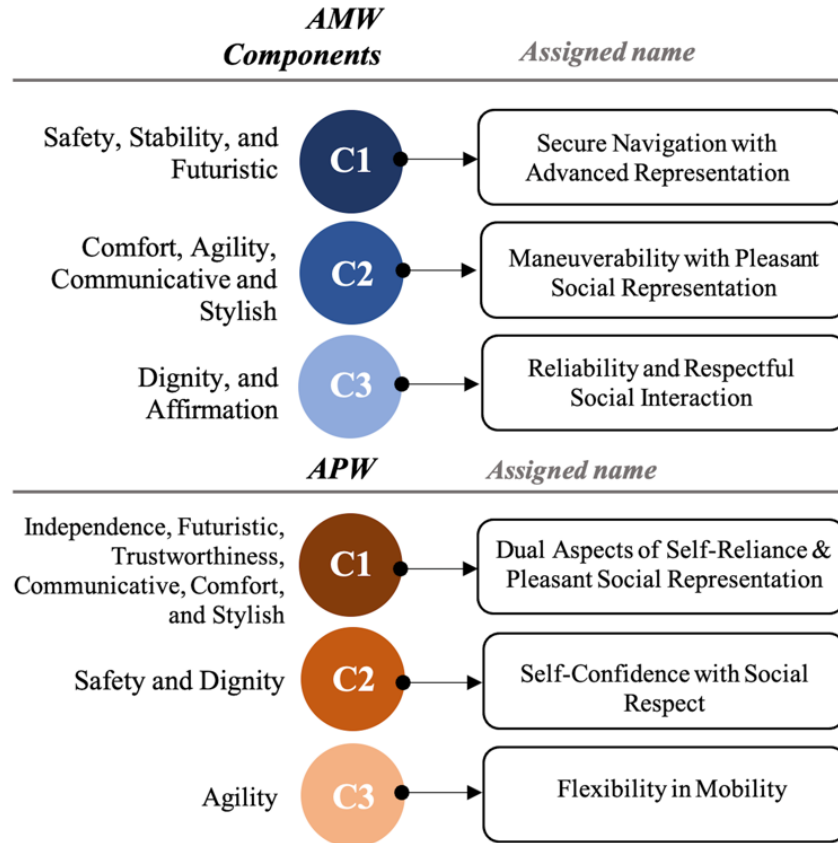 AMW
Components
Assigned name
Safety, Stability, and
Futuristic
C1
Secure Navigation with
Advanced Representation
Comfort, Agility,
Communicative and
Stylish
C2
Maneuverability with Pleasant
Social Representation
Dignity, and
Affirmation
C3
Reliability and Respectful
Social Interaction
APW
Assigned name
Independence, Futuristic,
Trustworthiness,
Communicative, Comfort,
and Stylish
C1
Dual Aspects of Self-Reliance &
Pleasant Social Representation
Safety and Dignity
C2
Self-Confidence with Social
Respect
Agility
C3
Flexibility in Mobility